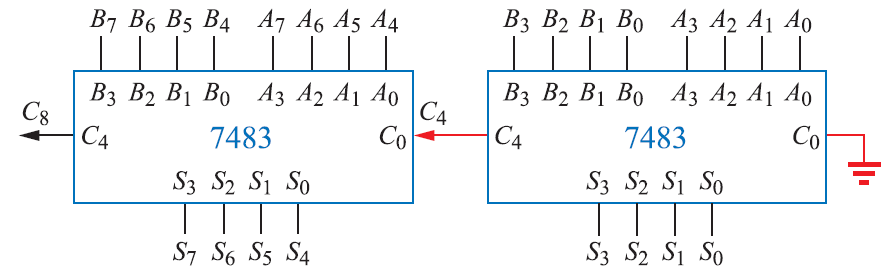 B₇ B₆ B₅ B₄ A₇ A₆ A₅ A₄ B₃ B₂ B₁ B₀ A₃ A₂ A₁ A₀
B₃ B₂ B₁ B₀ A₃ A₂ A₁ A₀ B₃ B₂ B₁ B₀ A₃ A₂ A₁ A₀
C₈ C₄
C₄ 7483 C₀ C₄ 7483 C₀
S₃ S₂ S₁ S₀ S₃ S₂ S₁ S₀
S₇ S₆ S₅ S₄ S₃ S₂ S₁ S₀